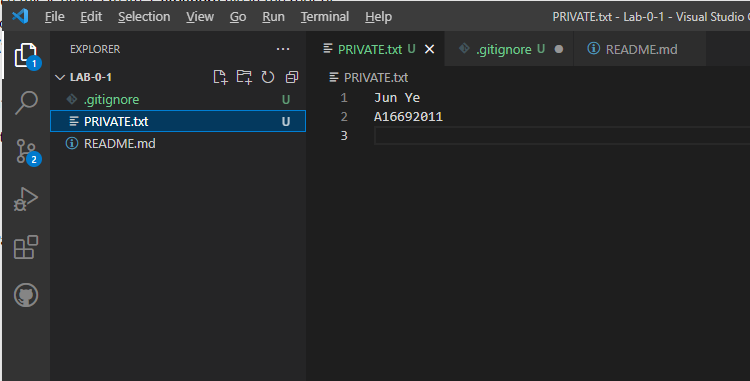 File Edit Selection View Go Run Terminal Help PRIVATE.txt - Lab-0-1 - Visual Studio C
EXPLORER ···
PRIVATE.txt U
.gitignore U
README.md
LAB-0-1
PRIVATE.txt
.gitignore U
PRIVATE.txt U
README.md
1 Jun Ye
2 A16692011
3
1
2